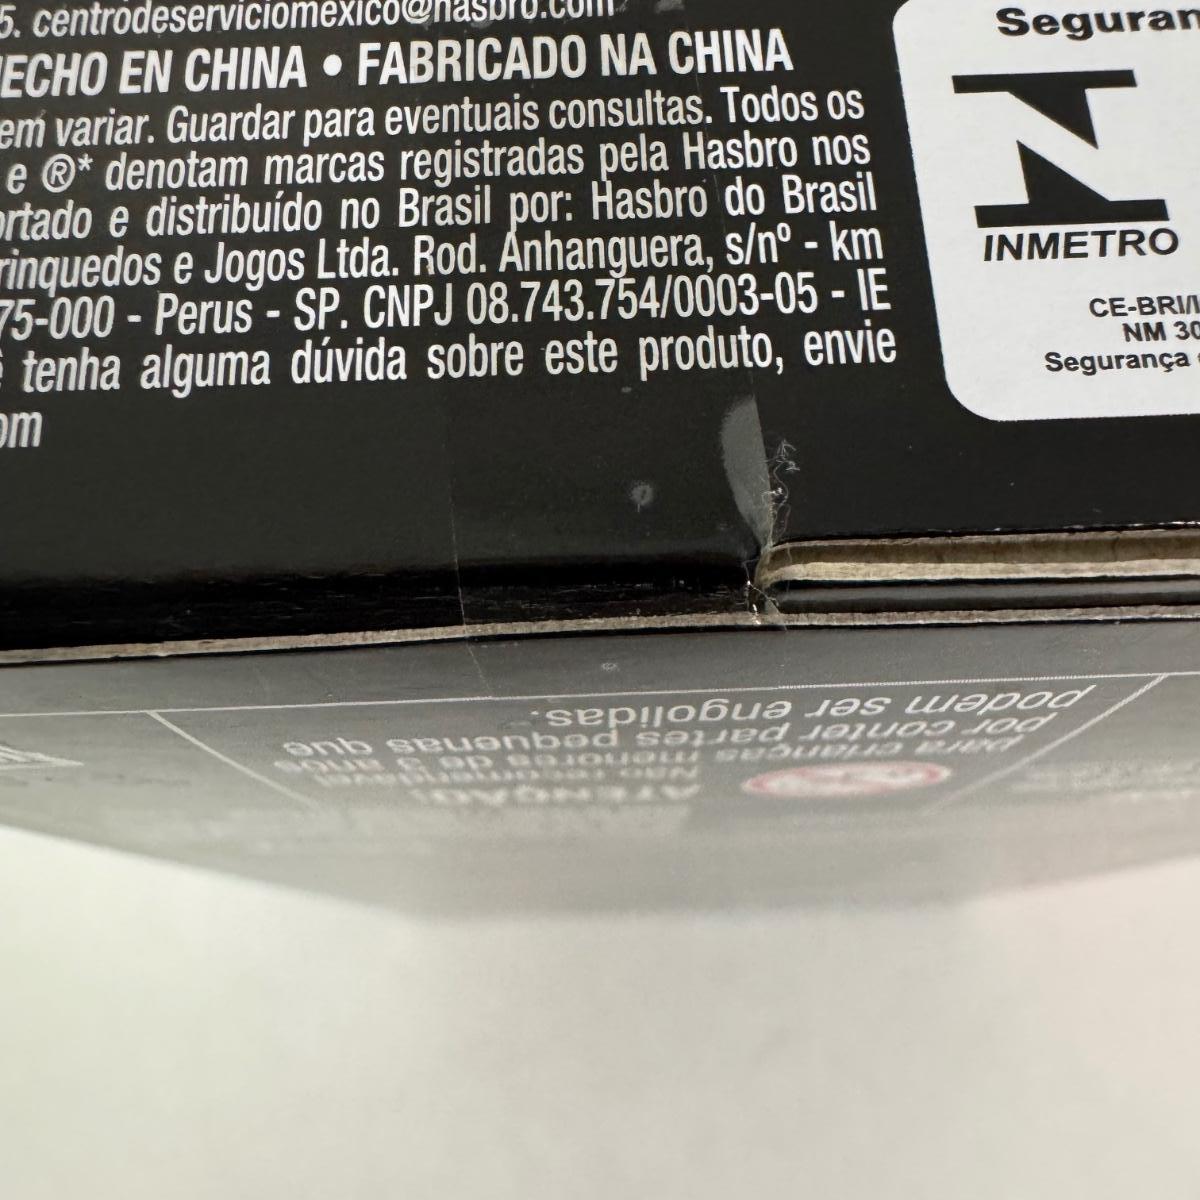 5. centrodeserviciomexico@hasbro.com
HECHO EN CHINA • FABRICADO NA CHINA
em variar. Guardar para eventuais consultas. Todos os
e ®* denotam marcas registradas pela Hasbro nos
ortado e distribuído no Brasil por: Hasbro do Brasil
rinquedos e Jogos Ltda. Rod. Anhanguera, s/nº - km
75-000 - Perus - SP. CNPJ 08.743.754/0003-05 - IE
tenha alguma dúvida sobre este produto, envie
om
Seguran
INMETRO
CE-BRI/I
NM 30
Segurança
ATENÇÃO!
Não recomendável
para crianças menores de 3 anos
por conter partes pequenas que
podem ser engolidas.